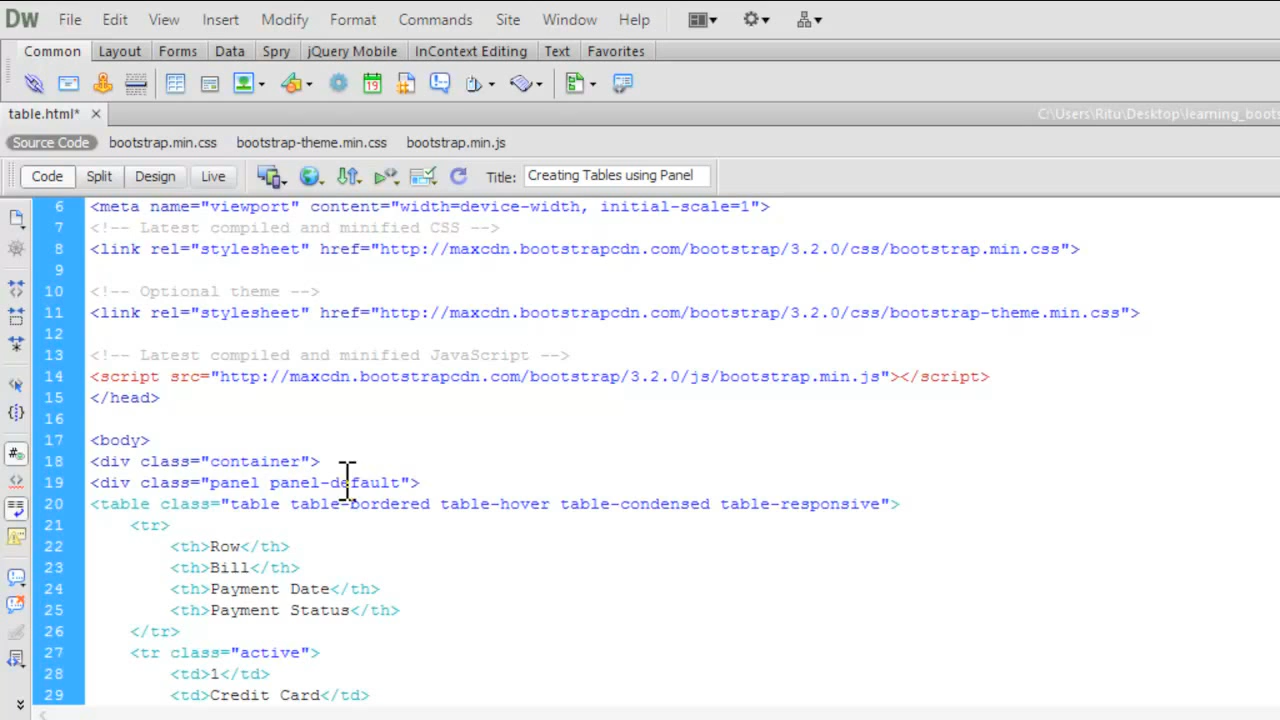 Dw File Edit View Insert Modify Format Commands Site Window Help
Common Layout Forms Data Spry jQuery Mobile InContext Editing Text Favorites
19
table.html*
C:\Users\Ritu\Desktop\learning_boots
Source Code bootstrap.min.css bootstrap-theme.min.css bootstrap.min.js
Code Split Design Live Title: Creating Tables using Panel
6 <meta name="viewport" content="width=device-width, initial-scale=1">
7 <!-- Latest compiled and minified CSS -->
8 <link rel="stylesheet" href="http://maxcdn.bootstrapcdn.com/bootstrap/3.2.0/css/bootstrap.min.css">
9
10 <!-- Optional theme -->
11 <link rel="stylesheet" href="http://maxcdn.bootstrapcdn.com/bootstrap/3.2.0/css/bootstrap-theme.min.css">
12
13 <!-- Latest compiled and minified JavaScript -->
14 <script src="http://maxcdn.bootstrapcdn.com/bootstrap/3.2.0/js/bootstrap.min.js"></script>
15 </head>
16
17 <body>
18 <div class="container">
19 <div class="panel panel-default">
20 <table class="table table-bordered table-hover table-condensed table-responsive">
21 <tr>
22 <th>Row</th>
23 <th>Bill</th>
24 <th>Payment Date</th>
25 <th>Payment Status</th>
26 </tr>
27 <tr class="active">
28 <td>1</td>
29 <td>Credit Card</td>